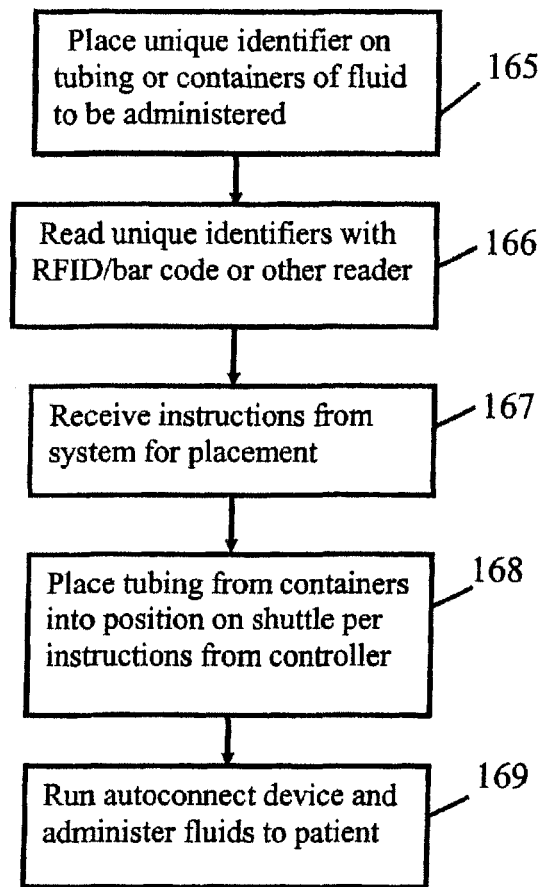 Place unique identifier on
tubing or containers of fluid
to be administered
165
Read unique identifiers with
RFID/bar code or other reader
166
Receive instructions from
system for placement
167
Place tubing from containers
into position on shuttle per
instructions from controller
168
Run autoconnect device and
administer fluids to patient
169